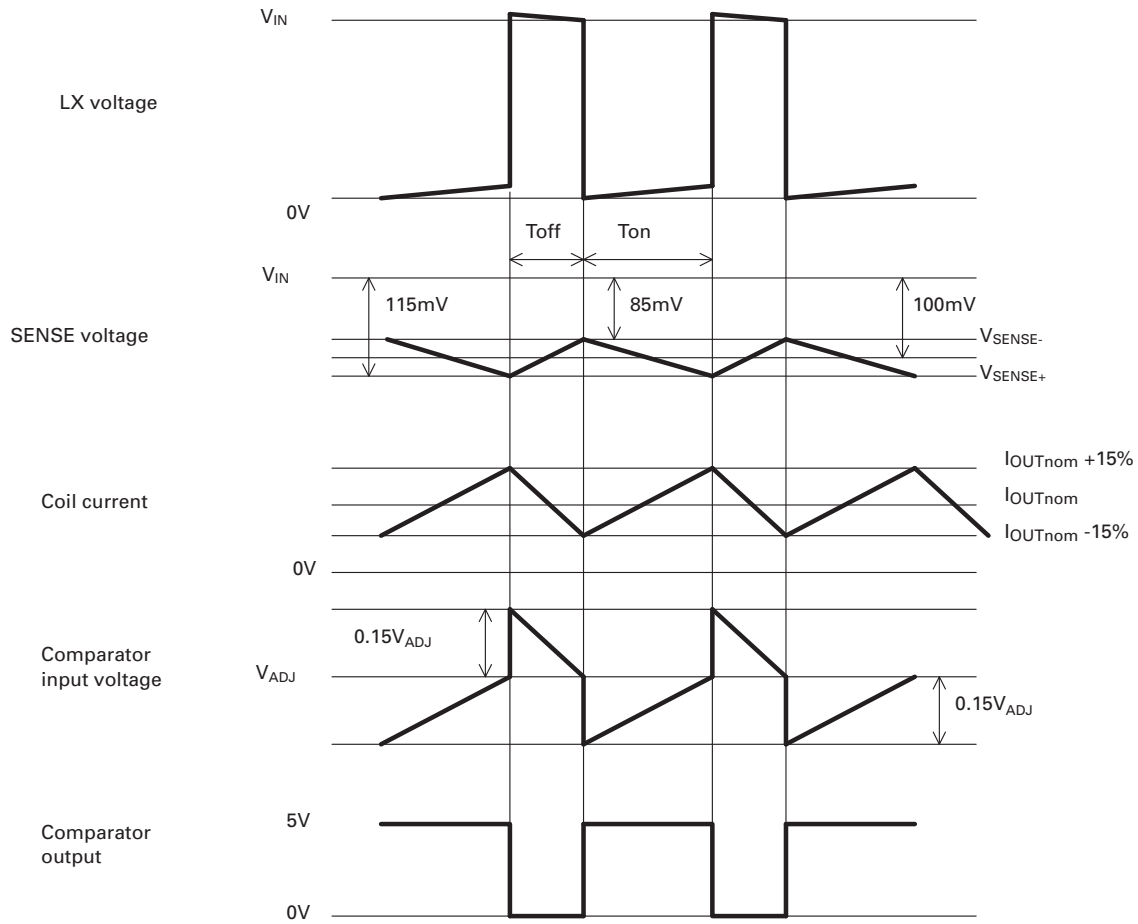 VIN
LX voltage
0V
Toff
Ton
VIN
115mV
85mV
100mV
SENSE voltage
VSENSE-
VSENSE+
IOUTnom +15%
Coil current
IOUTnom
IOUTnom -15%
0V
0.15VADJ
Comparator
input voltage
VADJ
0.15VADJ
5V
Comparator
output
0V